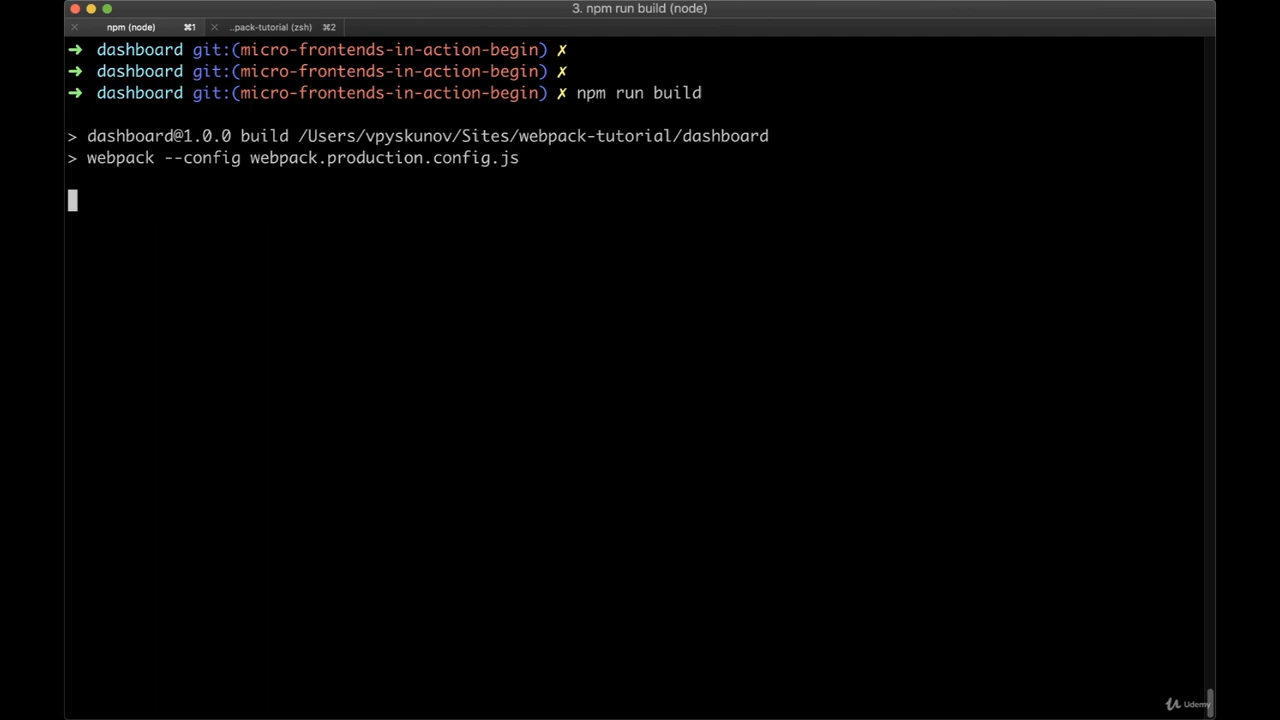 3. npm run build (node)
npm (node) ⌘1 ..pack-tutorial (zsh) ⌘2
➜ dashboard git:(micro-frontends-in-action-begin) ✗
➜ dashboard git:(micro-frontends-in-action-begin) ✗
➜ dashboard git:(micro-frontends-in-action-begin) ✗ npm run build
> dashboard@1.0.0 build /Users/vpyskunov/Sites/webpack-tutorial/dashboard
> webpack --config webpack.production.config.js
Udemy